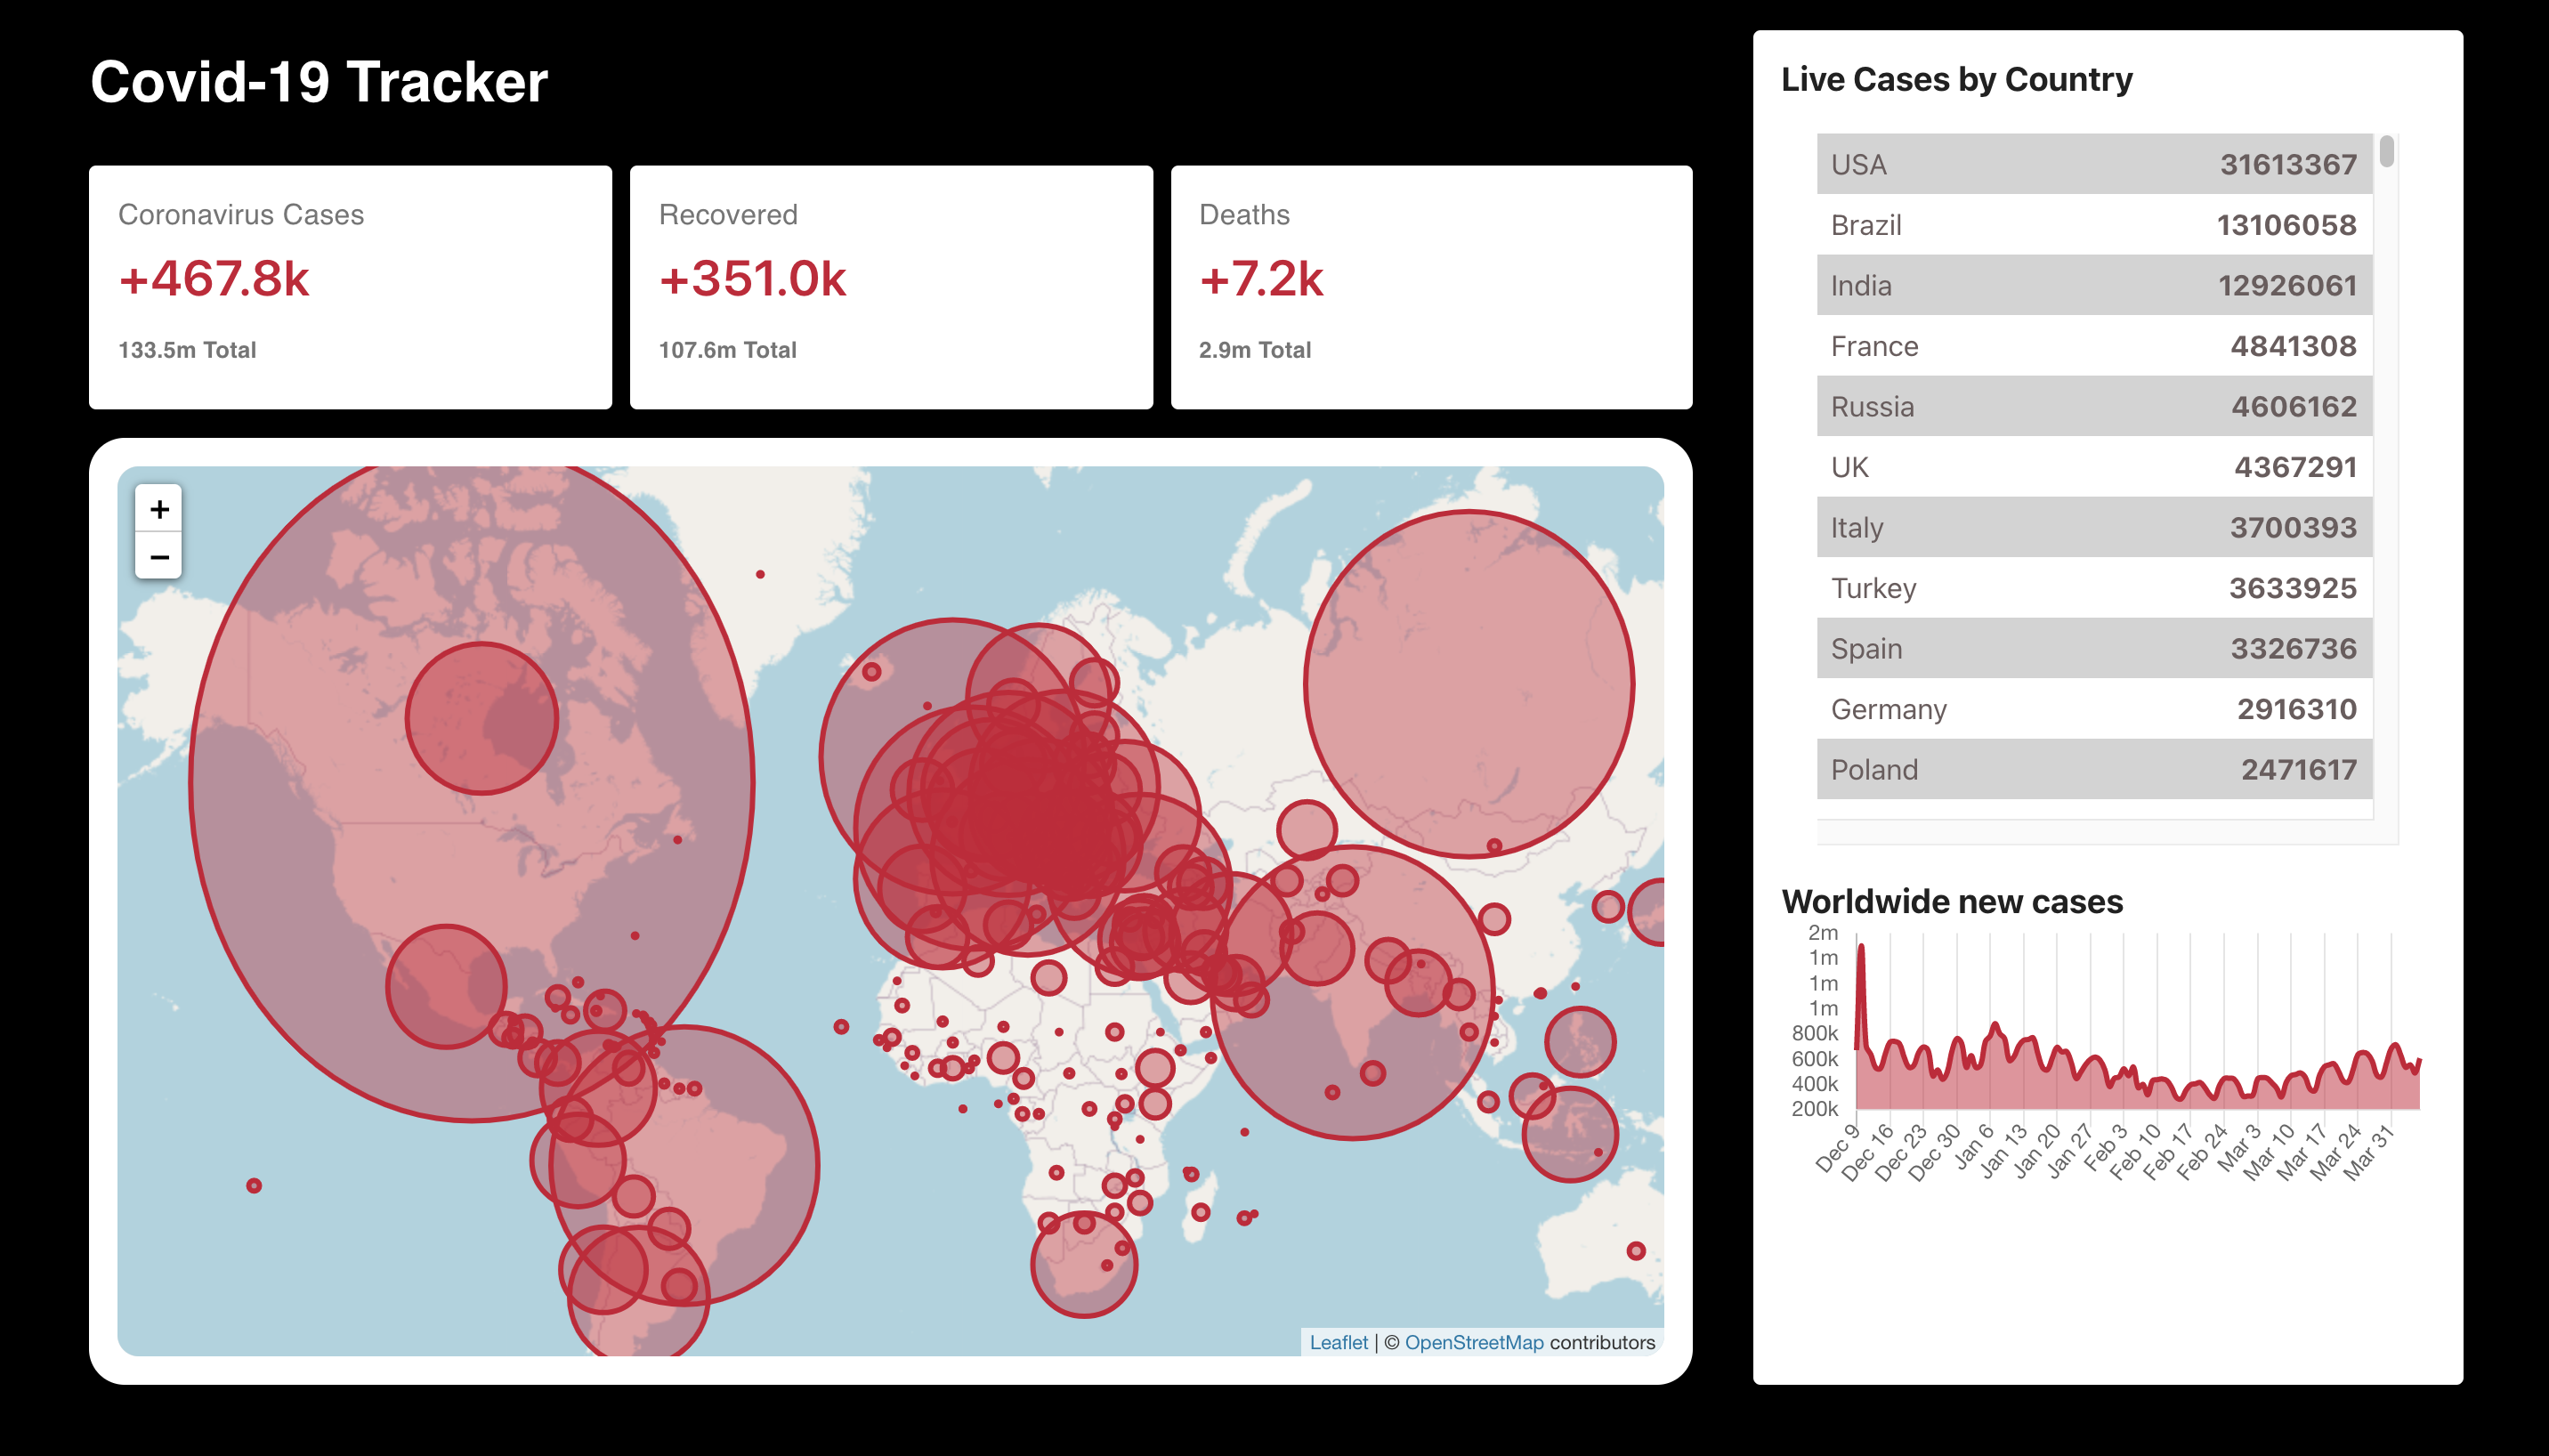 Covid-19 Tracker
Coronavirus Cases
+467.8k
133.5m Total
Recovered
+351.0k
107.6m Total
Deaths
+7.2k
2.9m Total
+
−
Leaflet | © OpenStreetMap contributors
Live Cases by Country
USA 31613367
Brazil 13106058
India 12926061
France 4841308
Russia 4606162
UK 4367291
Italy 3700393
Turkey 3633925
Spain 3326736
Germany 2916310
Poland 2471617
Worldwide new cases
2m
1m
1m
1m
800k
600k
400k
200k
Dec 9
Dec 16
Dec 23
Dec 30
Jan 6
Jan 13
Jan 20
Jan 27
Feb 3
Feb 10
Feb 17
Feb 24
Mar 3
Mar 10
Mar 17
Mar 24
Mar 31